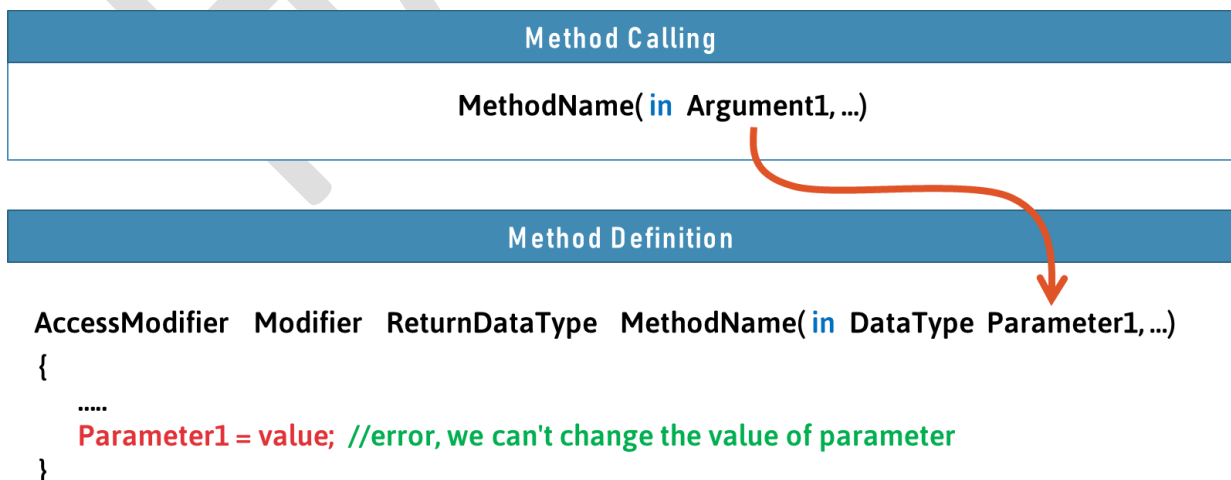 Method Calling
MethodName( in Argument1, ...)
Method Definition
AccessModifier Modifier ReturnDataType MethodName( in DataType Parameter1, ...)
{
.....
Parameter1 = value; //error, we can't change the value of parameter
}